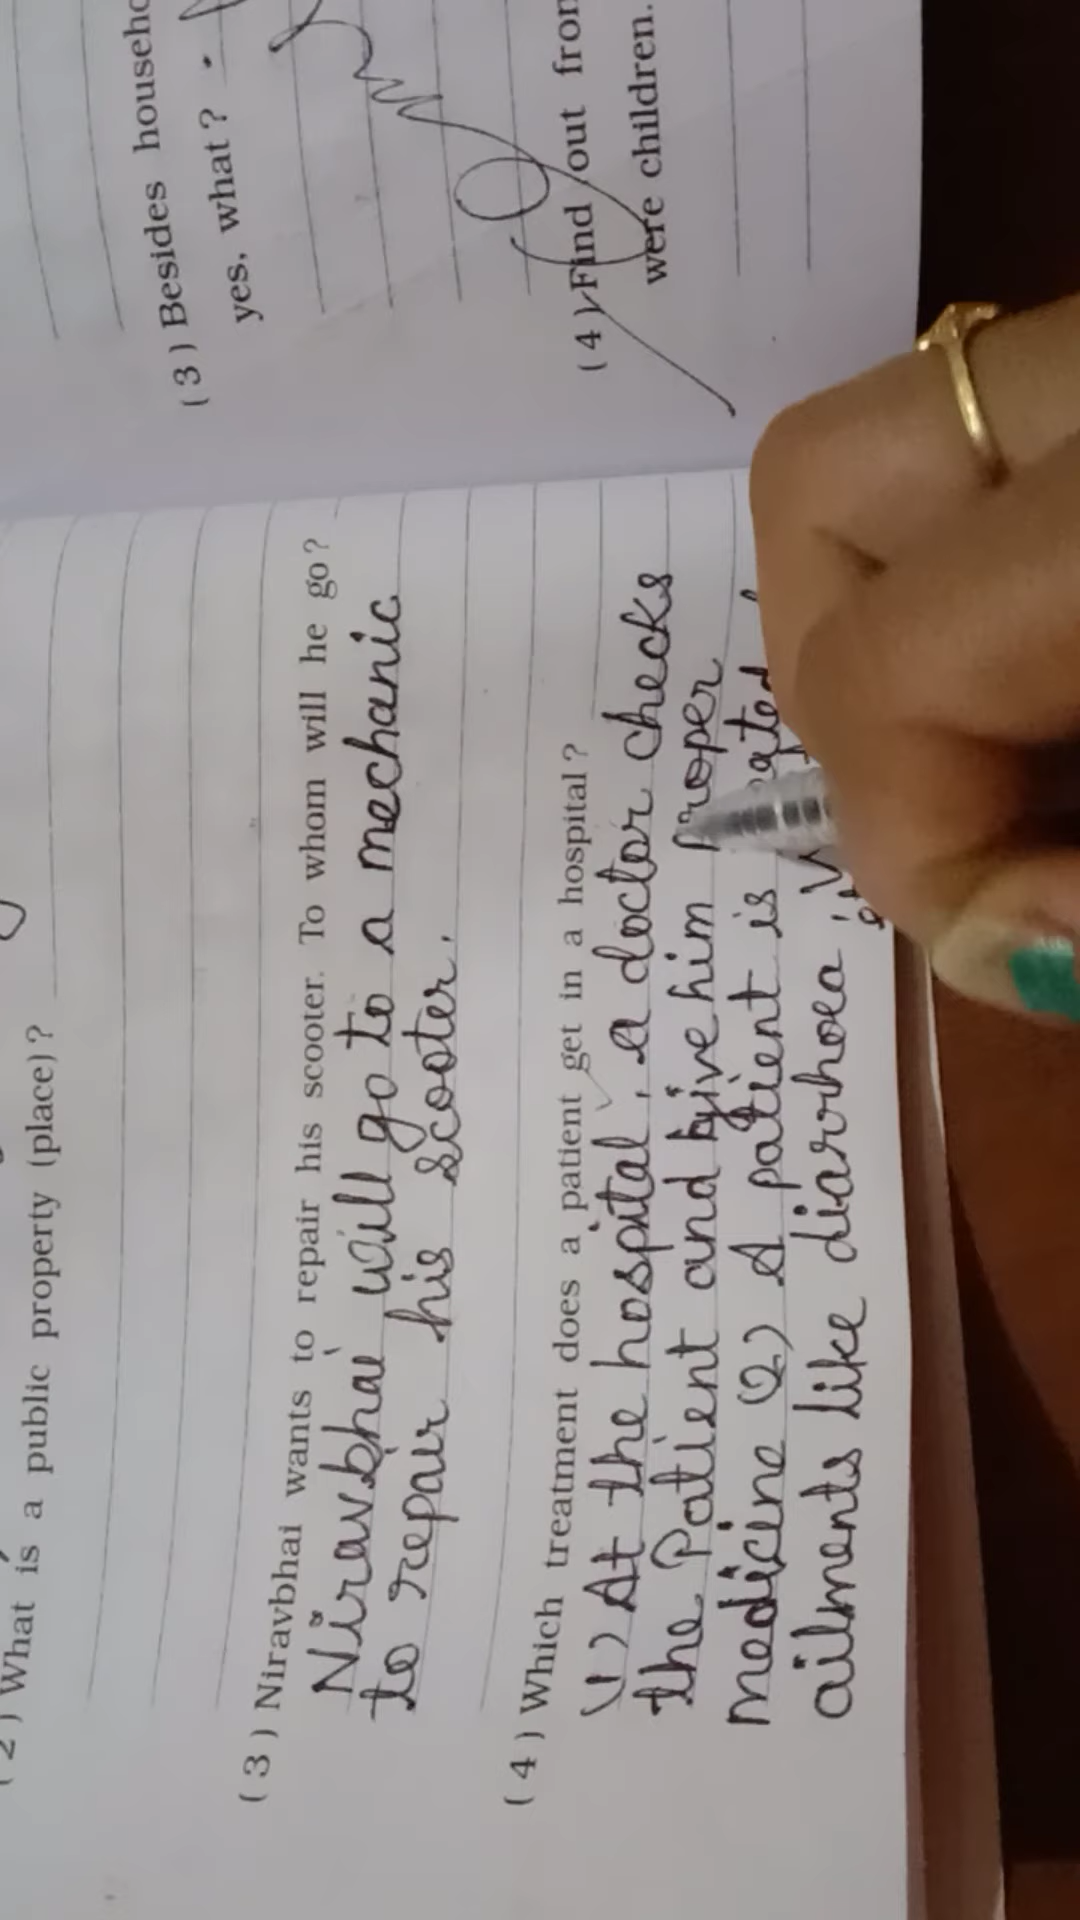 (2) What is a public property (place)?
(3) Niravbhai wants to repair his scooter. To whom will he go?
Niravbhai will go to a mechanic
to repair his scooter.
(4) Which treatment does a patient get in a hospital?
(1) At the hospital, a doctor checks
the Patient and give him proper
medicine (2) A patient is
ailments like diarrhoea,
(3) Besides
yes, what?
(4) Find out from
were children.